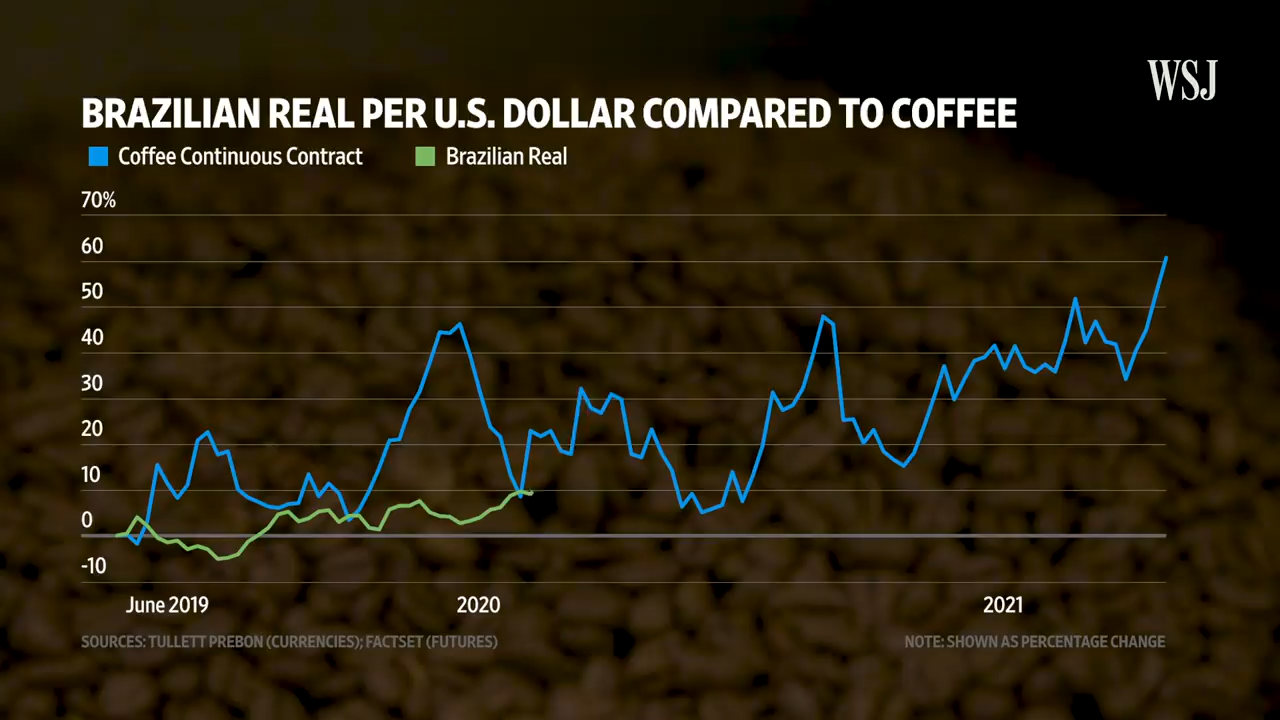 WSJ
BRAZILIAN REAL PER U.S. DOLLAR COMPARED TO COFFEE
Coffee Continuous Contract Brazilian Real
70%
60
50
40
30
20
10
0
-10
June 2019 2020 2021
SOURCES: TULLETT PREBON (CURRENCIES); FACTSET (FUTURES) NOTE: SHOWN AS PERCENTAGE CHANGE